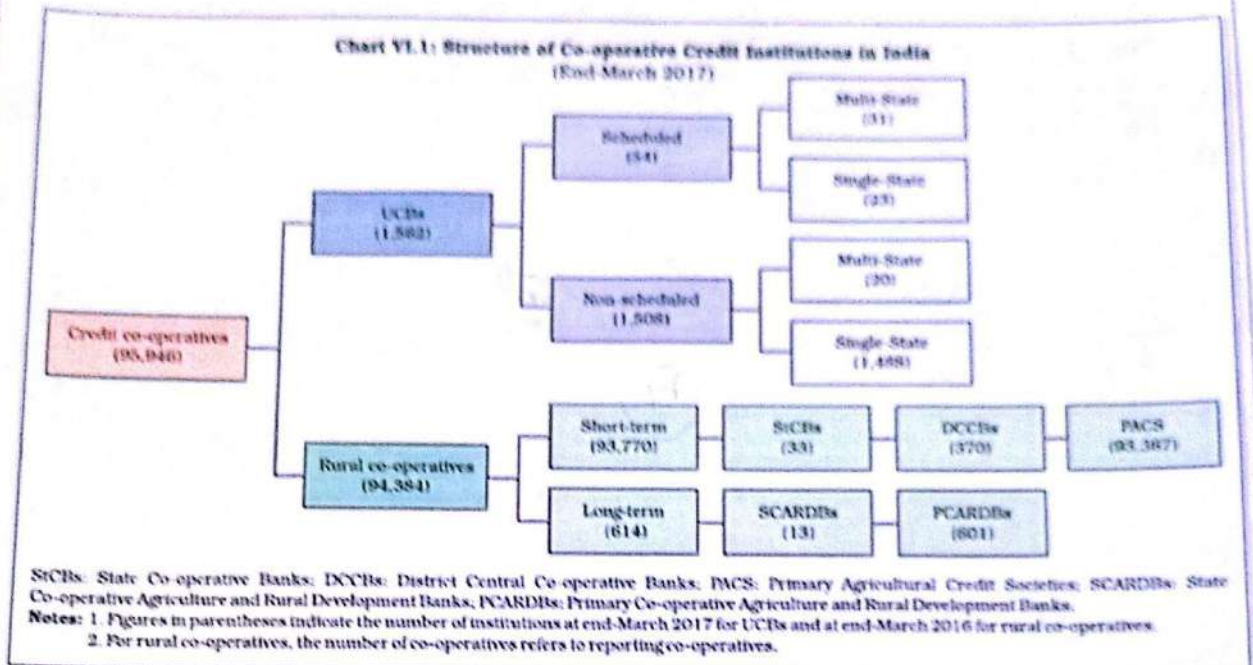 Chart VI.1: Structure of Co-operative Credit Institutions in India
(End-March 2017)
Credit co-operatives
(95,946)
UCBs
(1,562)
Scheduled
(54)
Multi-State
(31)
Single-State
(23)
Non-scheduled
(1,508)
Multi-State
(20)
Single-State
(1,488)
Rural co-operatives
(94,384)
Short-term
(93,770)
StCBs
(33)
DCCBs
(370)
PACS
(93,367)
Long-term
(614)
SCARDBs
(13)
PCARDBs
(601)
StCBs: State Co-operative Banks; DCCBs: District Central Co-operative Banks; PACS: Primary Agricultural Credit Societies; SCARDBs: State
Co-operative Agriculture and Rural Development Banks; PCARDBs: Primary Co-operative Agriculture and Rural Development Banks.
Notes: 1. Figures in parentheses indicate the number of institutions at end-March 2017 for UCBs and at end-March 2016 for rural co-operatives.
2. For rural co-operatives, the number of co-operatives refers to reporting co-operatives.